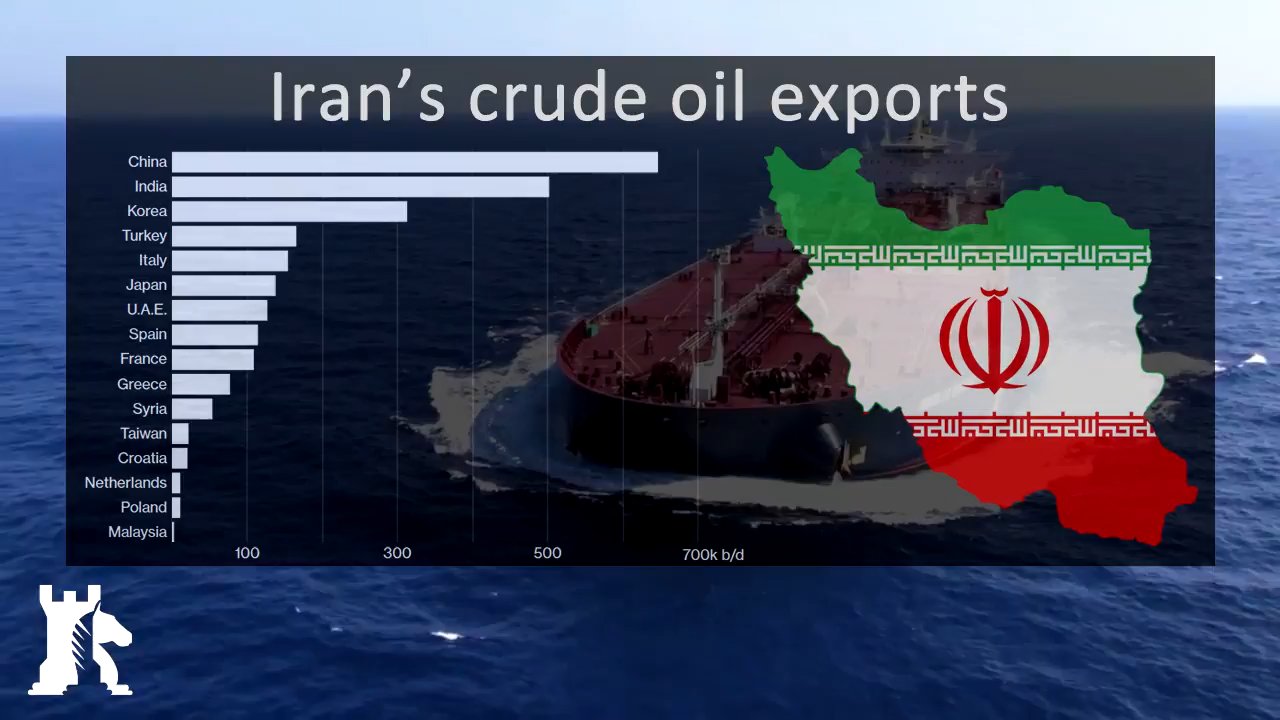 Iran’s crude oil exports
China
India
Korea
Turkey
Italy
Japan
U.A.E.
Spain
France
Greece
Syria
Taiwan
Croatia
Netherlands
Poland
Malaysia
100 300 500 700k b/d